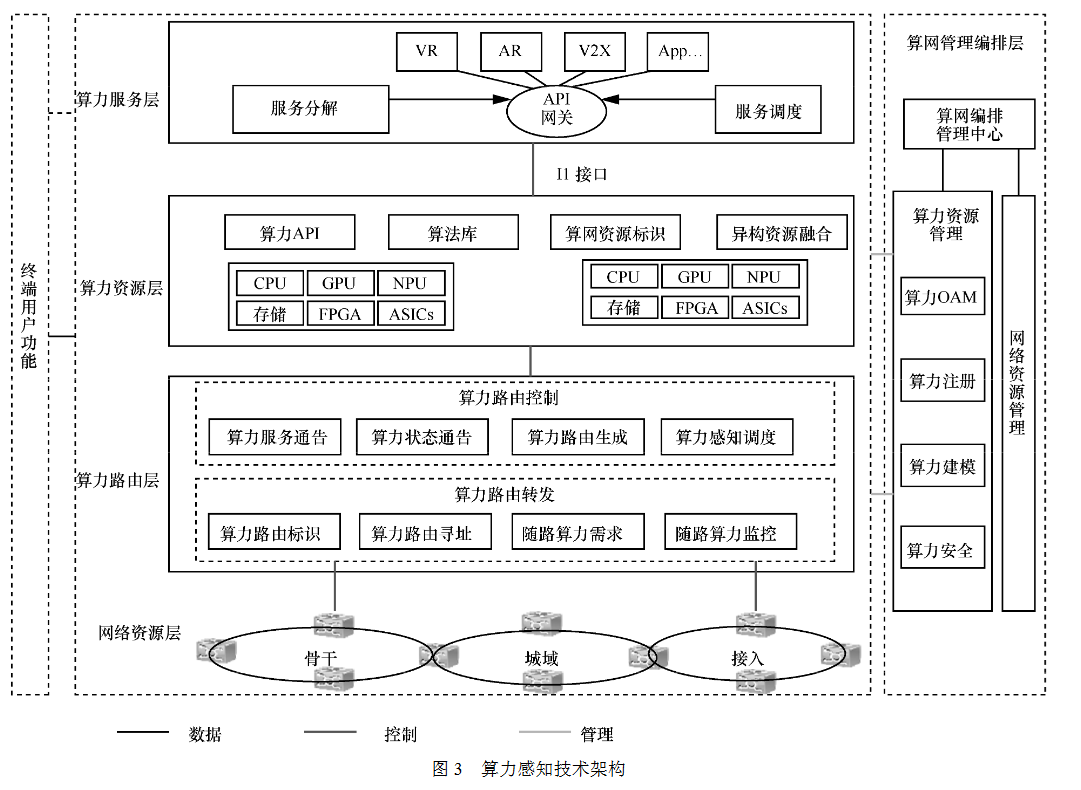 终端用户功能
算力服务层
VR
AR
V2X
App…
服务分解
API
网关
服务调度
I1 接口
算力资源层
算力API
算法库
算网资源标识
异构资源融合
CPU
GPU
NPU
存储
FPGA
ASICs
CPU
GPU
NPU
存储
FPGA
ASICs
算力路由层
算力路由控制
算力服务通告
算力状态通告
算力路由生成
算力感知调度
算力路由转发
算力路由标识
算力路由寻址
随路算力需求
随路算力监控
网络资源层
骨干
城域
接入
算网管理编排层
算网编排
管理中心
算力资源
管理
算力OAM
算力注册
算力建模
算力安全
网络资源管理
数据
控制
管理
图 3 算力感知技术架构